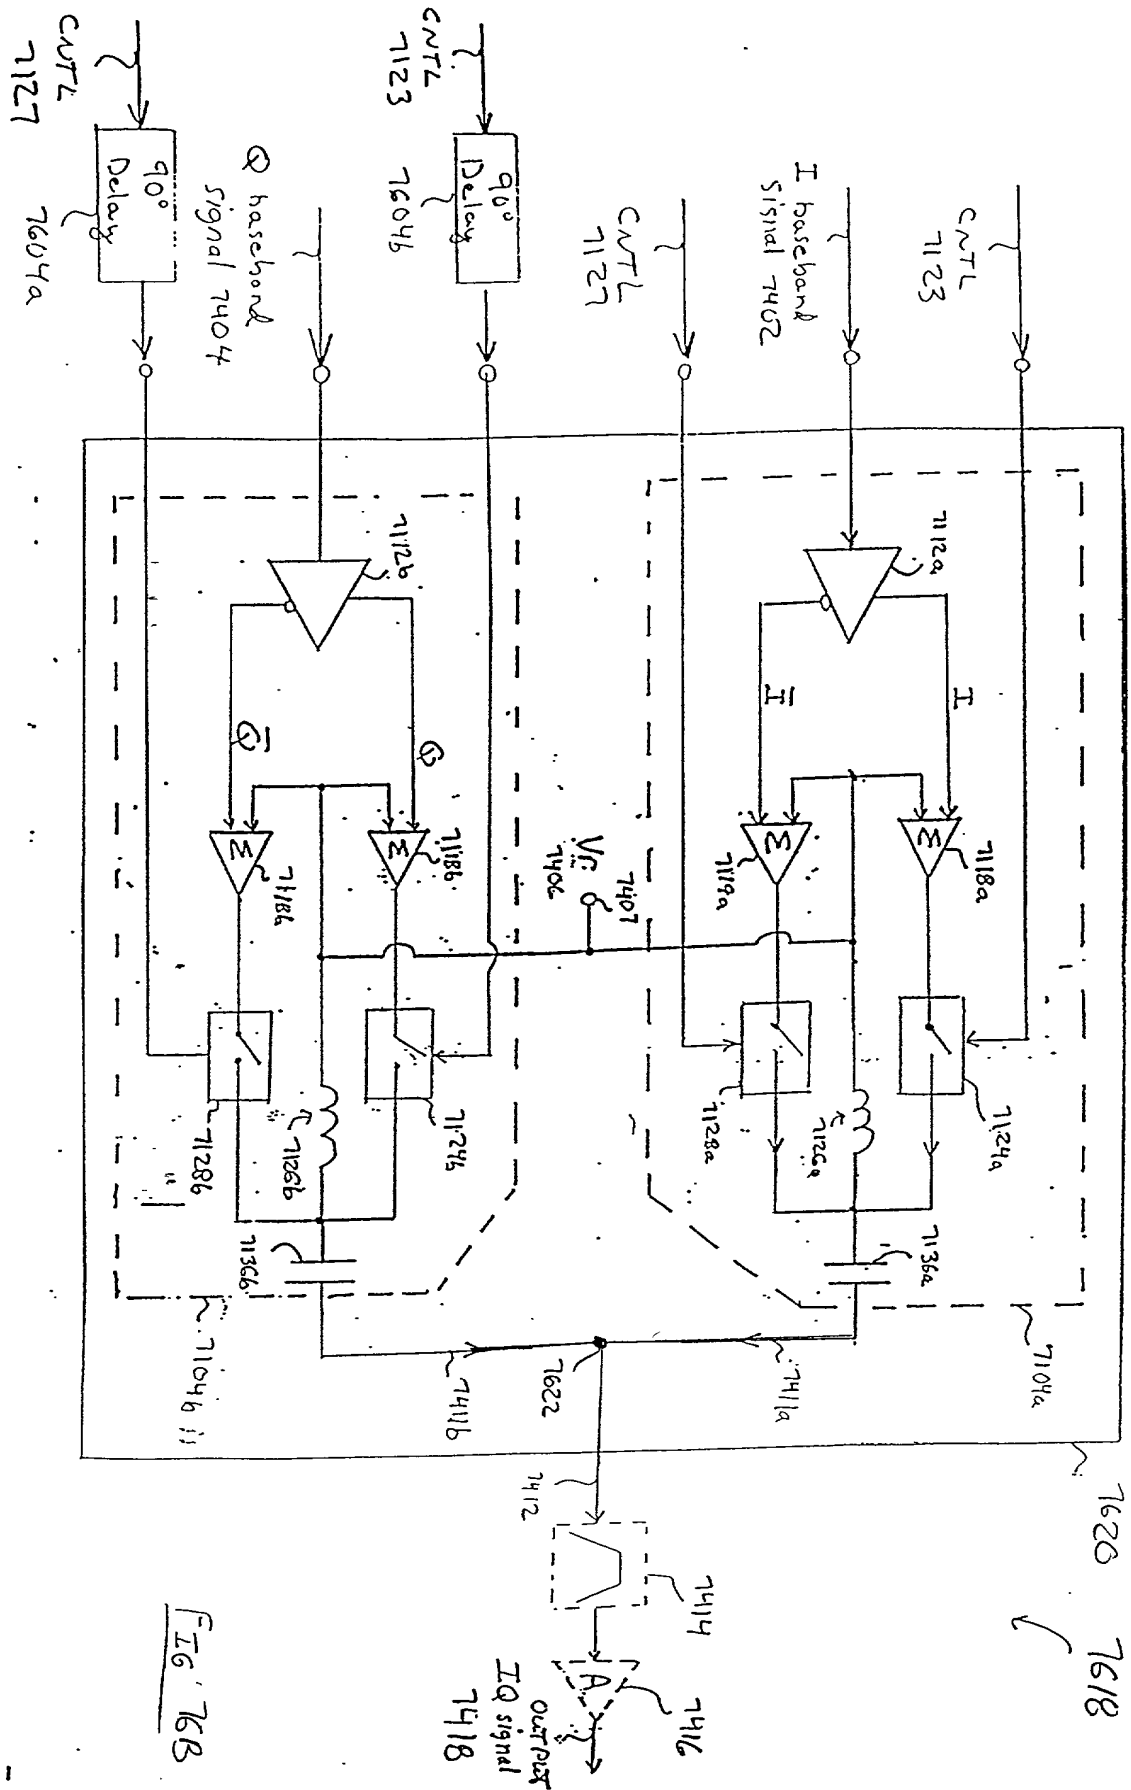 7620
7618
CNTL
7123
7104a
7112a
I
7118a
7124a
I baseband
signal 7402
Σ
7126a
7136a
Ī
Σ
7119a
7128a
7411a
CNTL
7127
Vr
7406
7407
7622
7412
7414
A
7416
OUTPUT
IQ signal
7418
CNTL
7123
90°
Delay
7604b
7112b
Q
Σ
7118b
7124b
Q baseband
signal 7404
7126b
7136b
7411b
Q̄
Σ
7118b
7128b
7104b
CNTL
7127
90°
Delay
7604a
FIG 76B